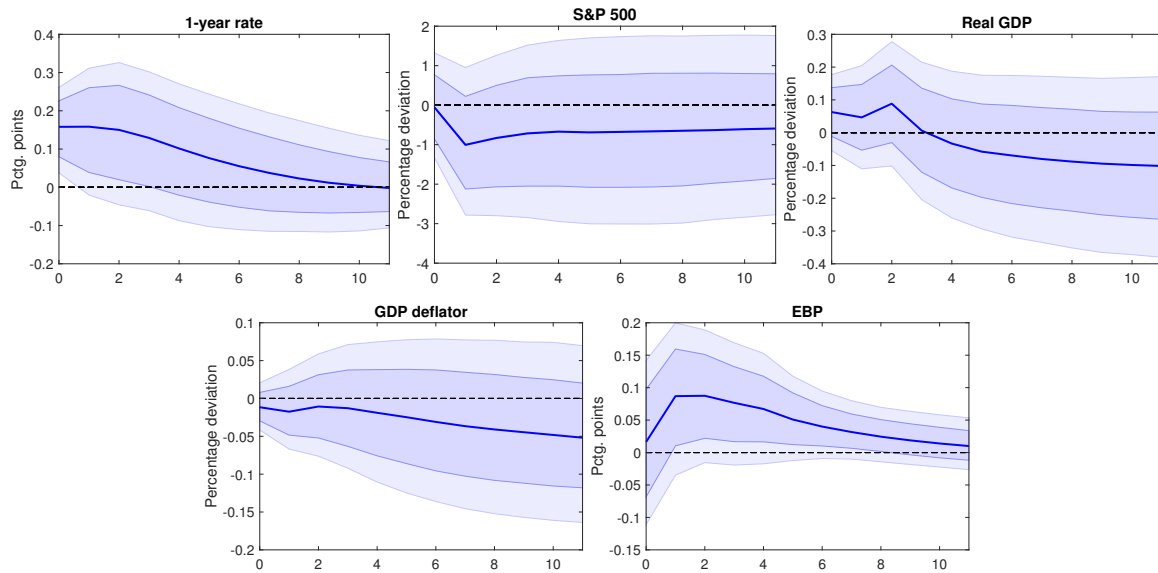 1-year rate
Pctg. points
0.4
0.3
0.2
0.1
0
-0.1
-0.2
0 2 4 6 8 10
S&P 500
Percentage deviation
2
1
0
-1
-2
-3
-4
0 2 4 6 8 10
Real GDP
Percentage deviation
0.3
0.2
0.1
0
-0.1
-0.2
-0.3
-0.4
0 2 4 6 8 10
GDP deflator
Percentage deviation
0.1
0.05
0
-0.05
-0.1
-0.15
-0.2
0 2 4 6 8 10
EBP
Pctg. points
0.2
0.15
0.1
0.05
0
-0.05
-0.1
-0.15
0 2 4 6 8 10